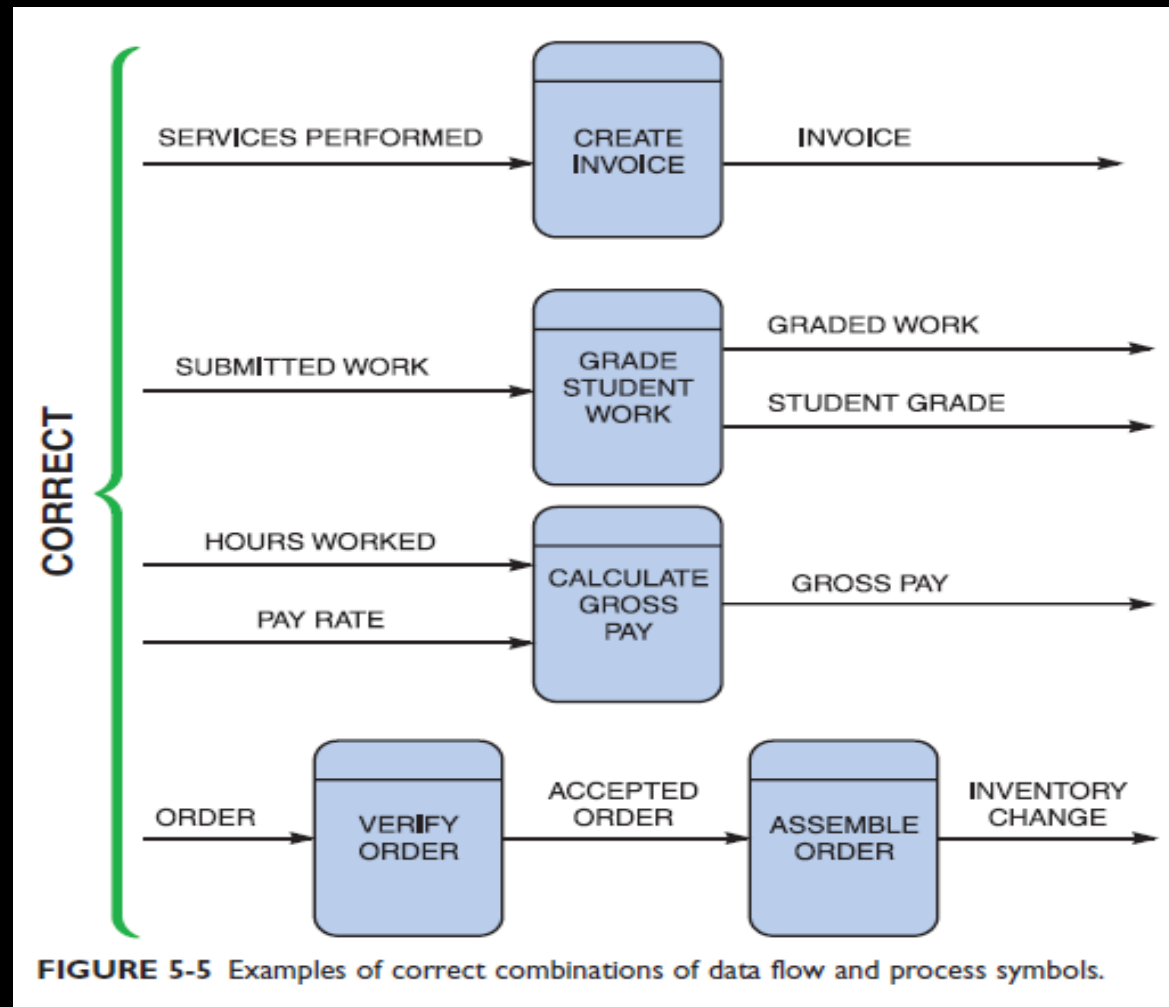 CORRECT
SERVICES PERFORMED
CREATE
INVOICE
INVOICE
SUBMITTED WORK
GRADE
STUDENT
WORK
GRADED WORK
STUDENT GRADE
HOURS WORKED
PAY RATE
CALCULATE
GROSS
PAY
GROSS PAY
ORDER
VERIFY
ORDER
ACCEPTED
ORDER
ASSEMBLE
ORDER
INVENTORY
CHANGE
FIGURE 5-5 Examples of correct combinations of data flow and process symbols.